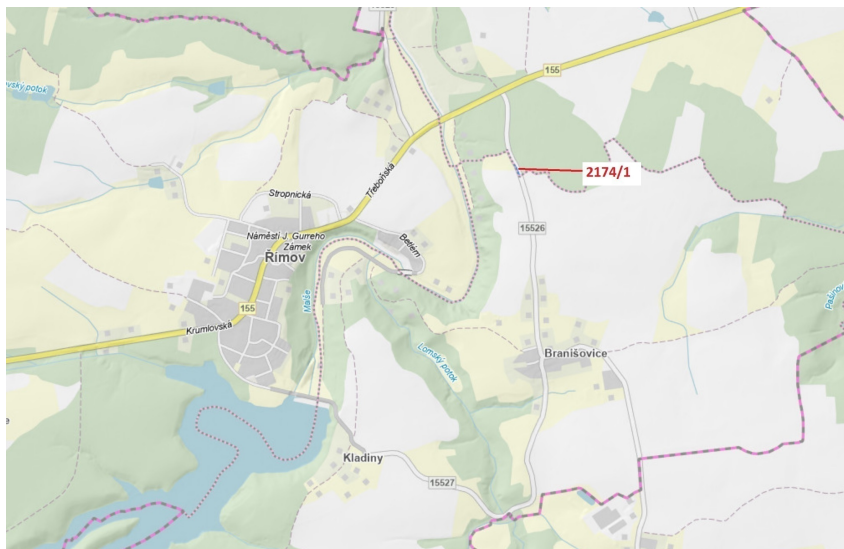 155
2174/1
Třeboňská
Stropnická
15526
Náměstí J. Gurreho
Zámek
Betlém
Římov
Malše
155
Krumlovská
Lomský potok
Branišovice
Kladiny
15527